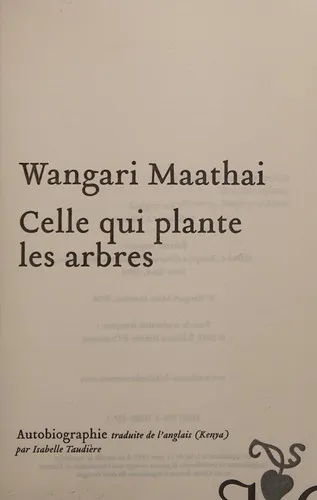 Wangari Maathai
Celle qui plante
les arbres
Autobiographie traduite de l'anglais (Kenya)
par Isabelle Taudière